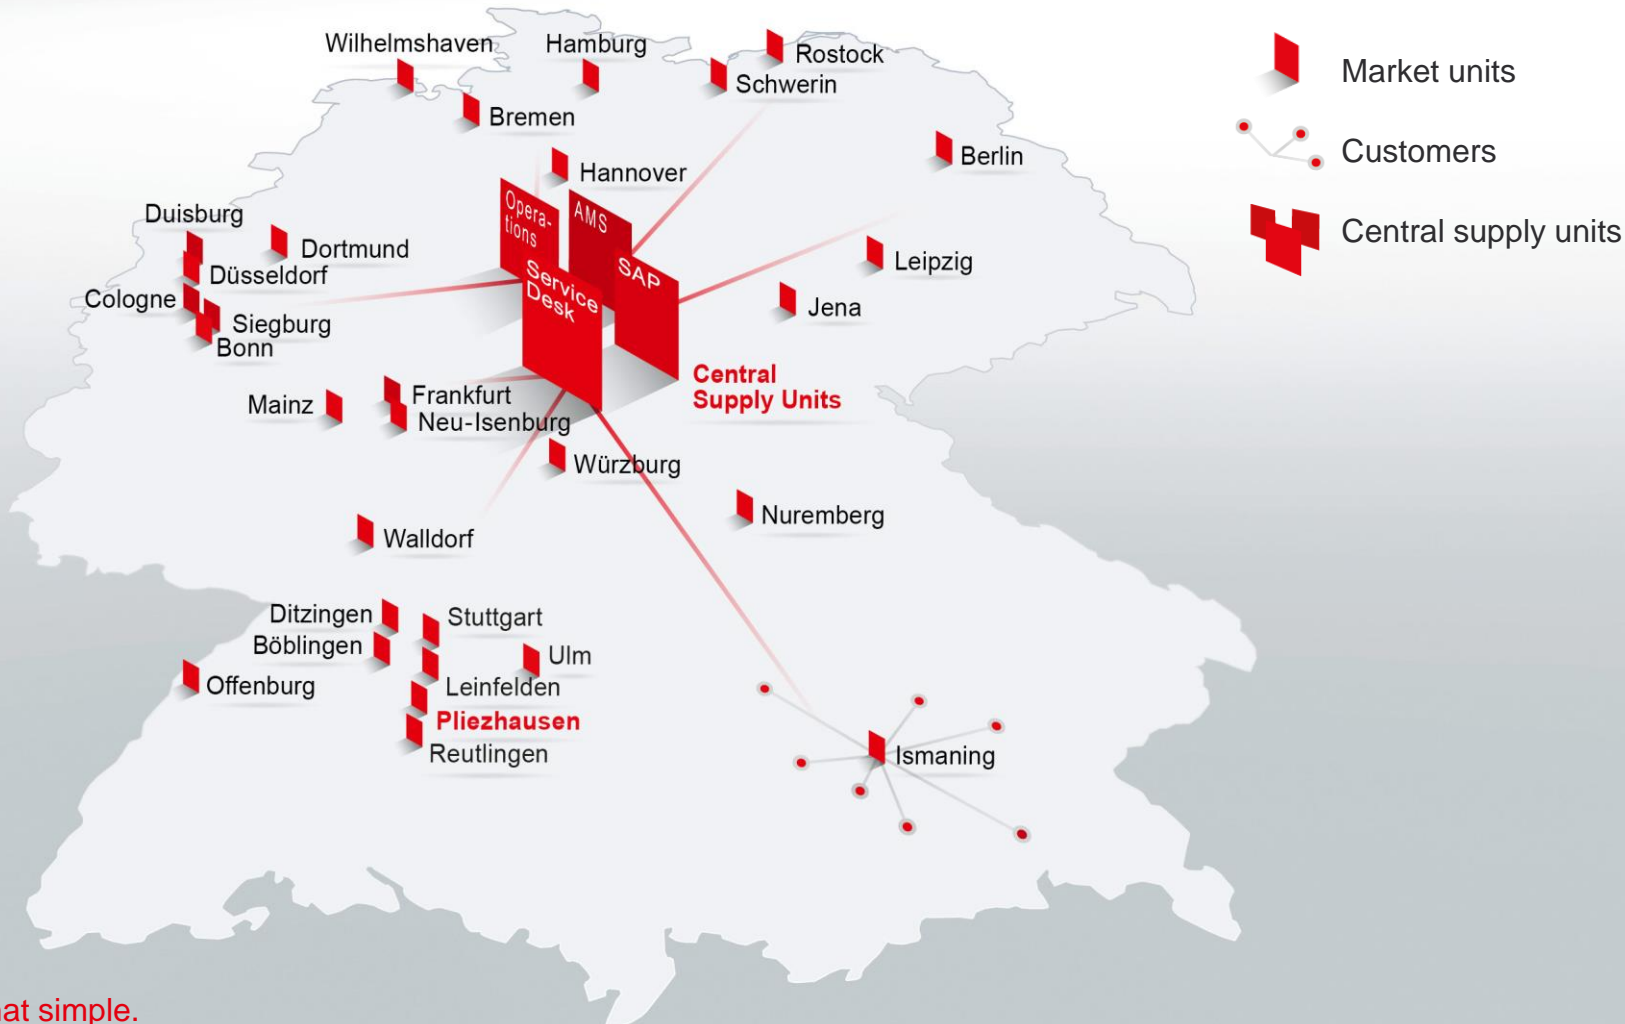 Wilhelmshaven
Hamburg
Rostock
Schwerin
Bremen
Berlin
Hannover
Duisburg
Dortmund
Düsseldorf
Cologne
Siegburg
Bonn
Opera-
tions
AMS
SAP
Service
Desk
Leipzig
Jena
Central
Supply Units
Mainz
Frankfurt
Neu-Isenburg
Würzburg
Nuremberg
Walldorf
Ditzingen
Stuttgart
Böblingen
Ulm
Offenburg
Leinfelden
Pliezhausen
Reutlingen
Ismaning
Market units
Customers
Central supply units
simple.